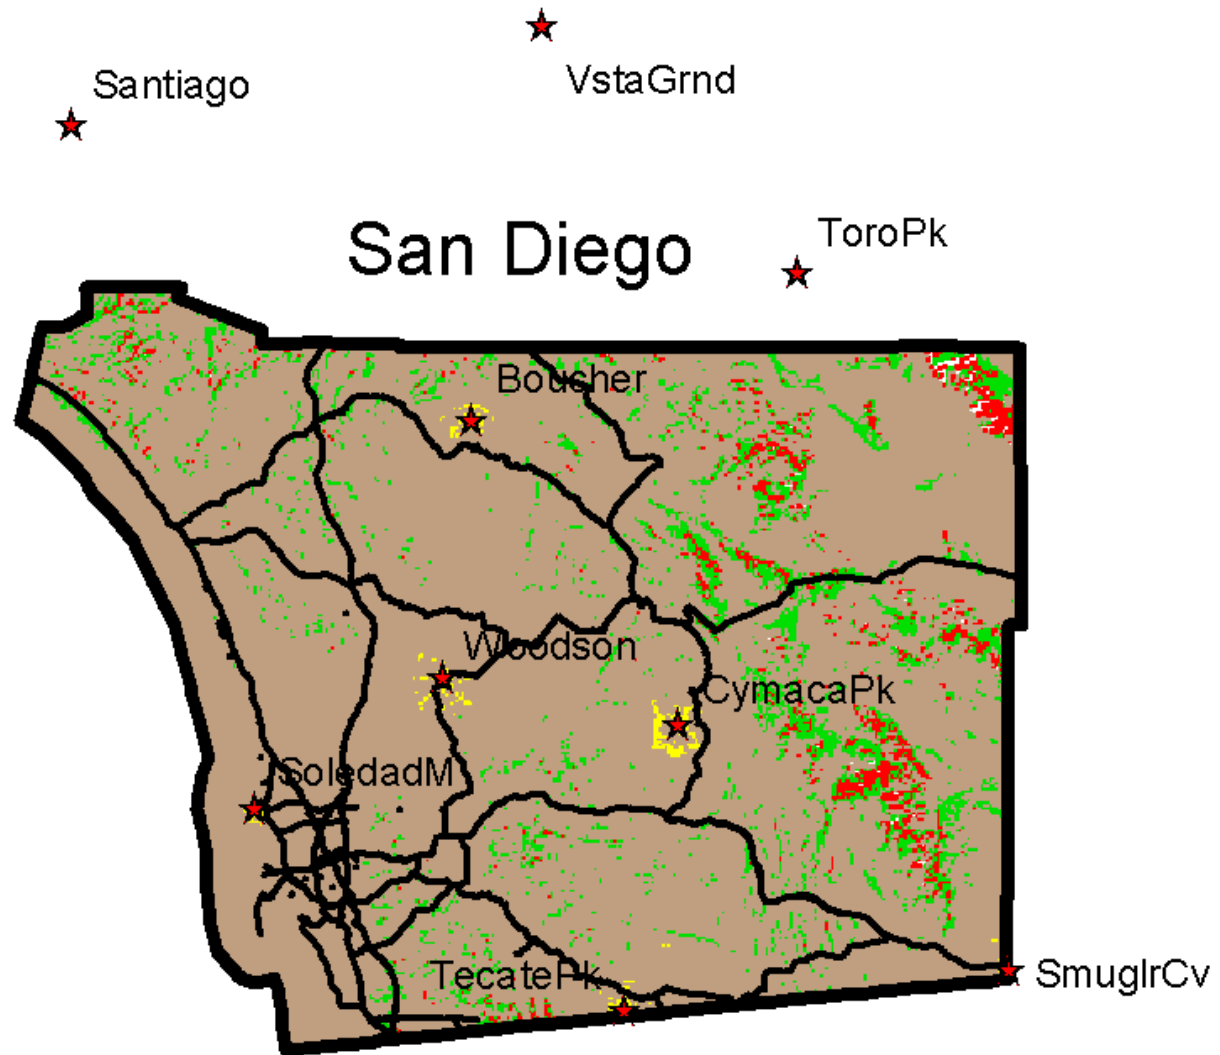 VstaGrnd
Santiago
ToroPk
San Diego
Boucher
Woodson
CymacaPk
SoledadM
TecatePk
SmuglrCv